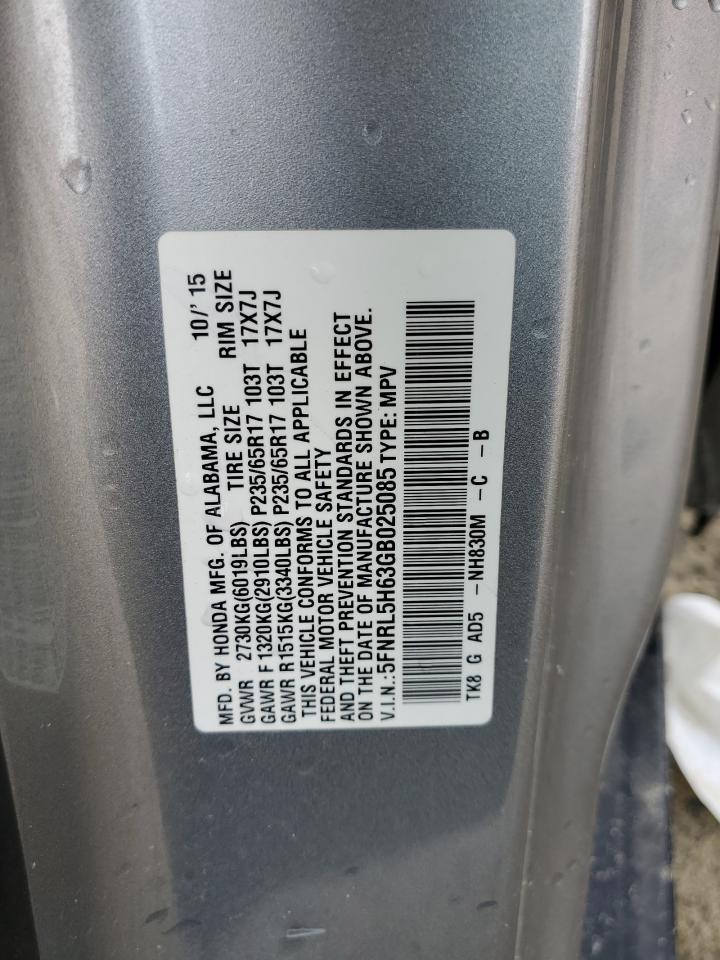 MFD. BY HONDA MFG. OF ALABAMA, LLC 10/' 15
GVWR 2730KG(6019LBS) TIRE SIZE RIM SIZE
GAWR F 1320KG(2910LBS) P235/65R17 103T 17X7J
GAWR R1515KG(3340LBS) P235/65R17 103T 17X7J
THIS VEHICLE CONFORMS TO ALL APPLICABLE
FEDERAL MOTOR VEHICLE SAFETY
AND THEFT PREVENTION STANDARDS IN EFFECT
ON THE DATE OF MANUFACTURE SHOWN ABOVE.
V.I.N.:5FNRL5H63GB025085 TYPE: MPV
TK8 G AD5 -NH830M -C -B